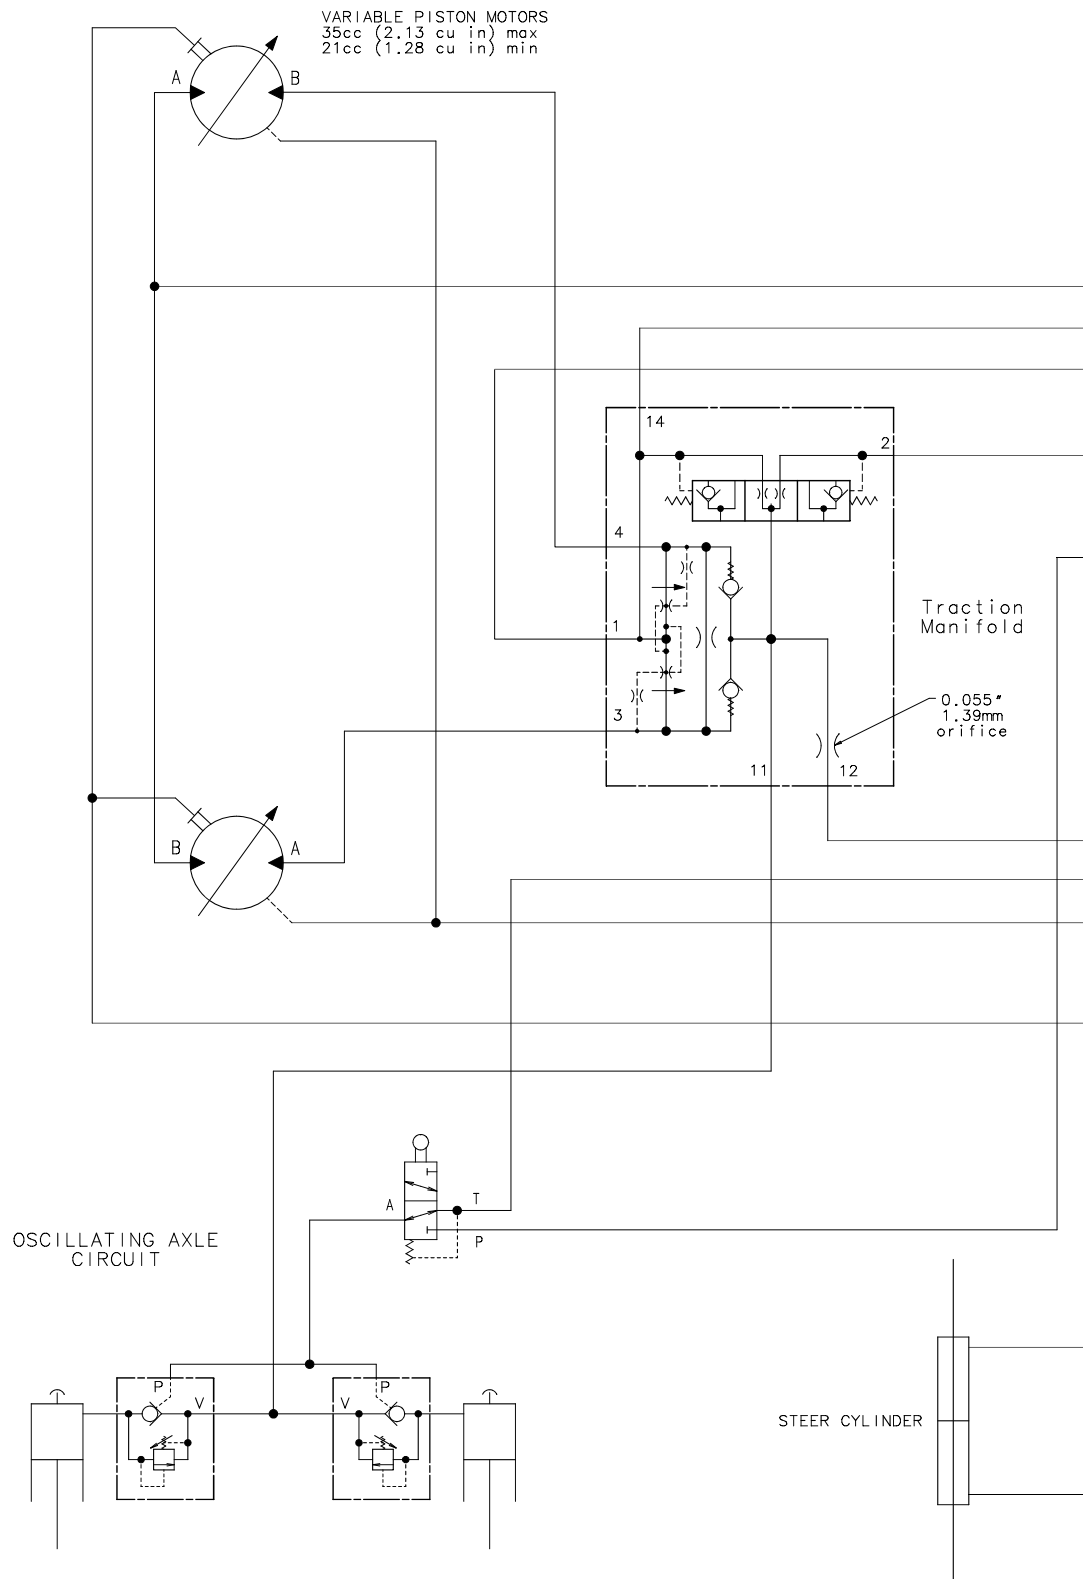 VARIABLE PISTON MOTORS
35cc (2.13 cu in) max
21cc (1.28 cu in) min
A
B
14
2
4
1
Traction
Manifold
3
0.055"
1.39mm
orifice
11
12
B
A
A
T
P
OSCILLATING AXLE
CIRCUIT
P
V
V
P
STEER CYLINDER